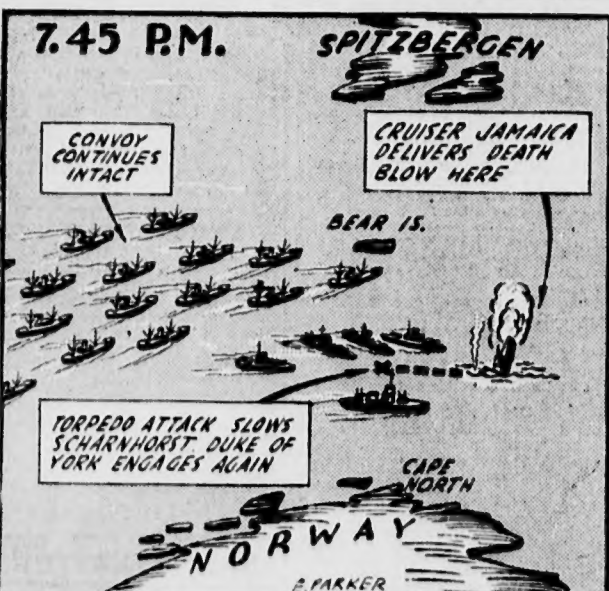 7.45 P.M.
SPITZBERGEN
CONVOY
CONTINUES
INTACT
CRUISER JAMAICA
DELIVERS DEATH
BLOW HERE
BEAR IS.
TORPEDO ATTACK SLOWS
SCHARNHORST DUKE OF
YORK ENGAGES AGAIN
CAPE
NORTH
NORWAY
P. PARKER